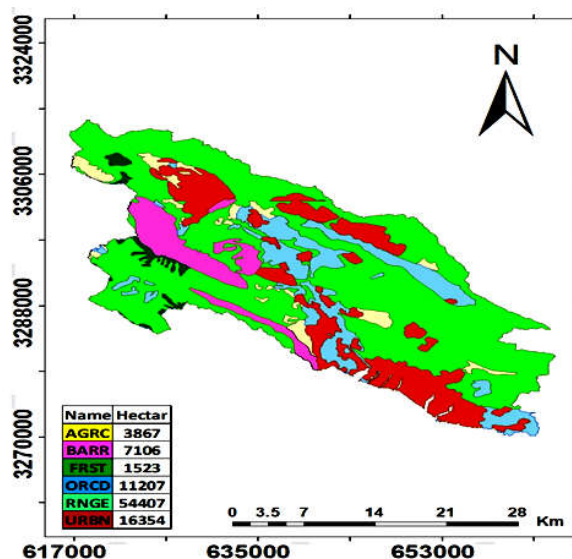 3324000
3306000
3288000
3270000
N
Name Hectar
AGRC 3867
BARR 7106
FRST 1523
ORCD 11207
RNGE 54407
URBN 16354
0 3.5 7 14 21 28
Km
617000 635000 653000